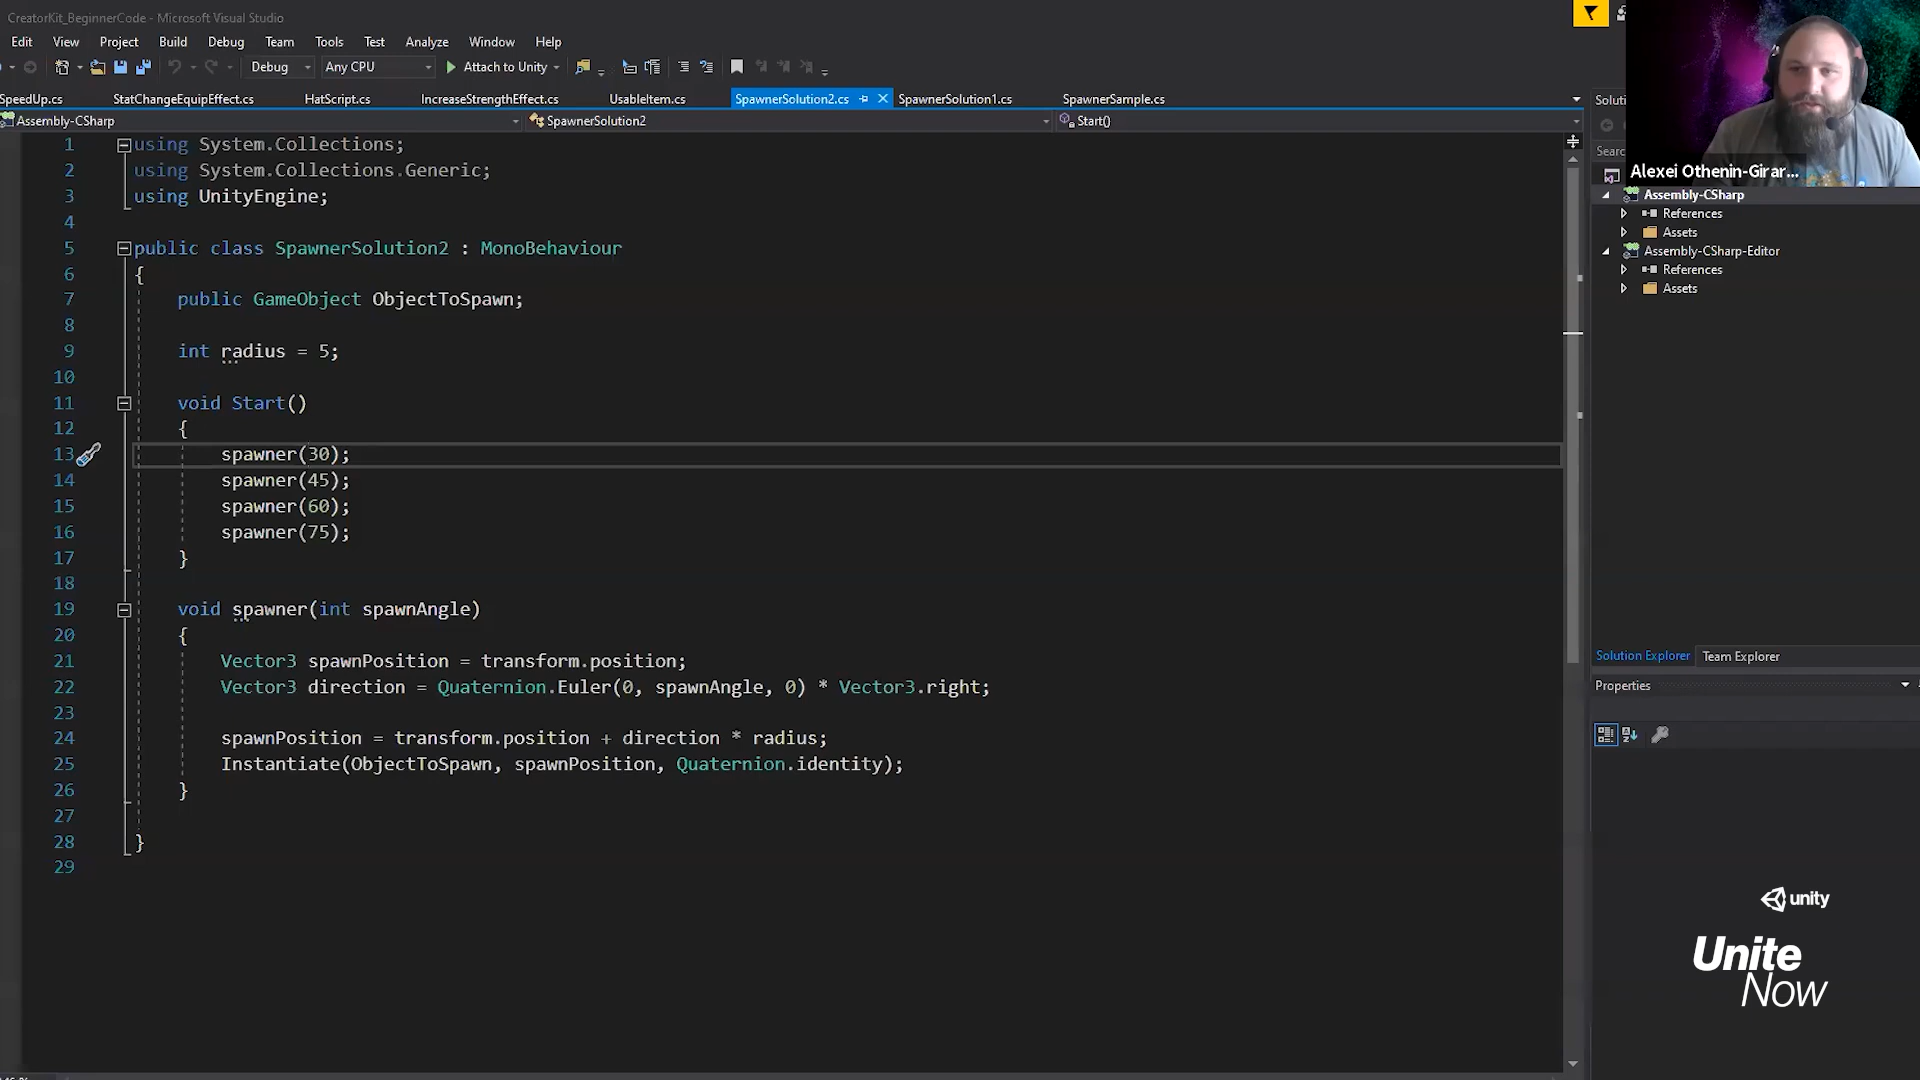 CreatorKit_BeginnerCode - Microsoft Visual Studio
Edit View Project Build Debug Team Tools Test Analyze Window Help
Debug Any CPU Attach to Unity
SpeedUp.cs StatChangeEquipEffect.cs HatScript.cs IncreaseStrengthEffect.cs UsableItem.cs SpawnerSolution2.cs SpawnerSolution1.cs SpawnerSample.cs
Assembly-CSharp SpawnerSolution2 Start()
1 using System.Collections;
2 using System.Collections.Generic;
3 using UnityEngine;
4
5 public class SpawnerSolution2 : MonoBehaviour
6 {
7 public GameObject ObjectToSpawn;
8
9 int radius = 5;
10
11 void Start()
12 {
13 spawner(30);
14 spawner(45);
15 spawner(60);
16 spawner(75);
17 }
18
19 void spawner(int spawnAngle)
20 {
21 Vector3 spawnPosition = transform.position;
22 Vector3 direction = Quaternion.Euler(0, spawnAngle, 0) * Vector3.right;
23
24 spawnPosition = transform.position + direction * radius;
25 Instantiate(ObjectToSpawn, spawnPosition, Quaternion.identity);
26 }
27
28 }
29
Alexei Othenin-Girar...
Solut
Searc
Assembly-CSharp
References
Assets
Assembly-CSharp-Editor
References
Assets
Solution Explorer Team Explorer
Properties
unity
Unite
Now